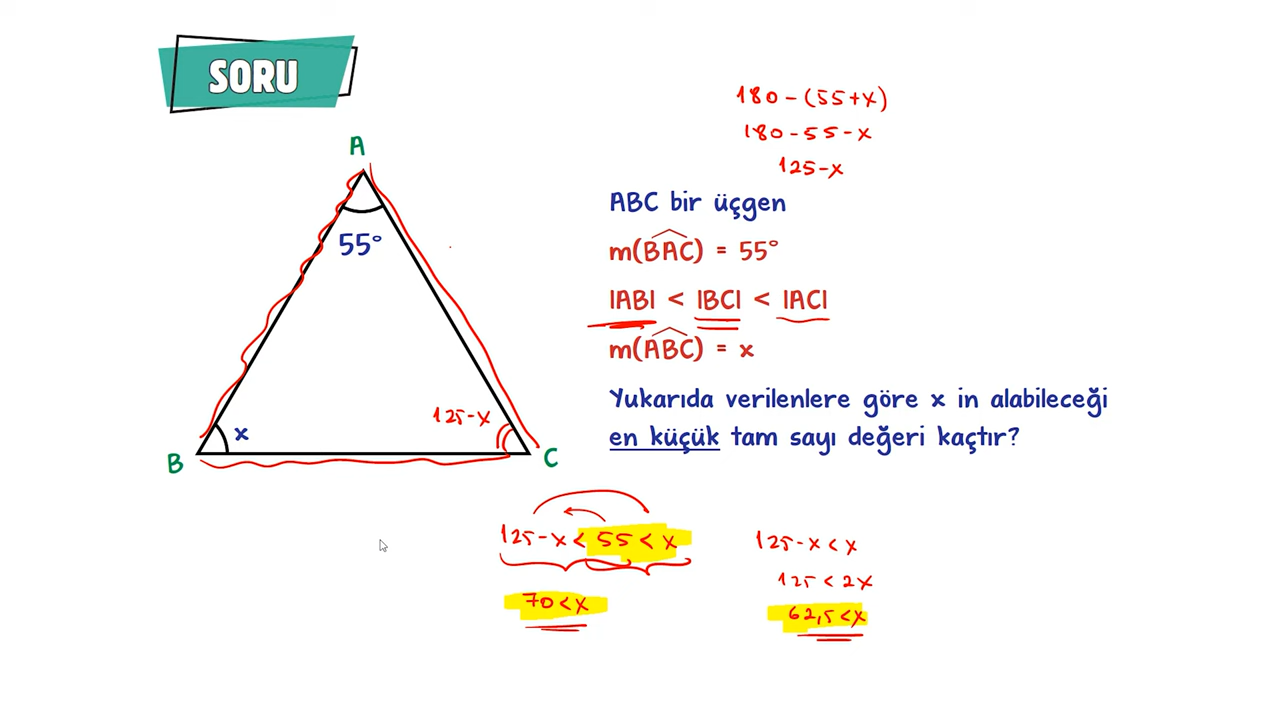 SORU
180 - (55+x)
180 - 55 - x
125 - x
A
55°
x
125 - x
B
C
ABC bir üçgen
m(BAC) = 55°
|AB| < |BC| < |AC|
m(ABC) = x
Yukarıda verilenlere göre x in alabileceği
en küçük tam sayı değeri kaçtır?
125 - x < 55 < x
70 < x
125 - x < x
125 < 2x
62,5 < x